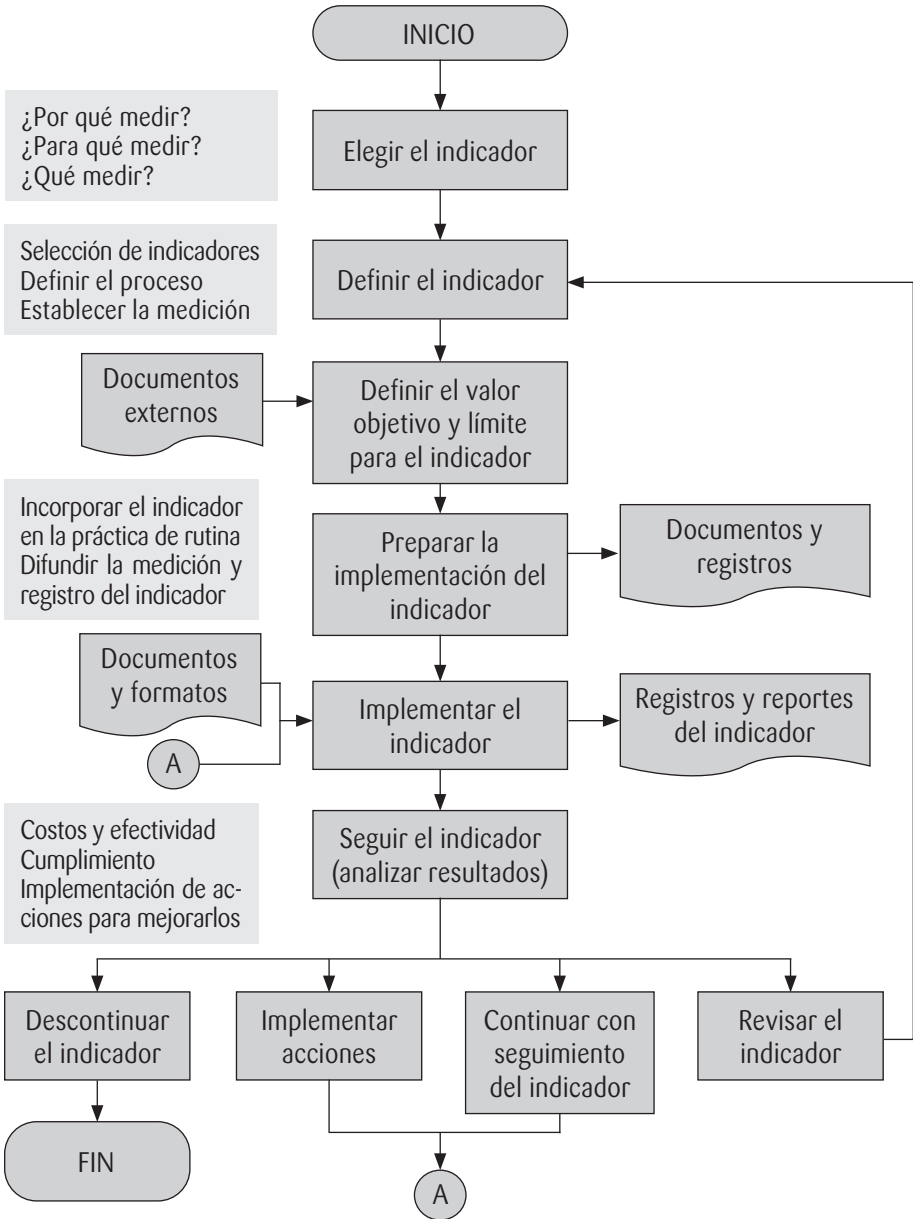 INICIO
¿Por qué medir?
¿Para qué medir?
¿Qué medir?
Elegir el indicador
Selección de indicadores
Definir el proceso
Establecer la medición
Definir el indicador
Documentos
externos
Definir el valor
objetivo y límite
para el indicador
Incorporar el indicador
en la práctica de rutina
Difundir la medición y
registro del indicador
Preparar la
implementación del
indicador
Documentos y
registros
Documentos
y formatos
A
Implementar el
indicador
Registros y reportes
del indicador
Costos y efectividad
Cumplimiento
Implementación de ac-
ciones para mejorarlos
Seguir el indicador
(analizar resultados)
Descontinuar
el indicador
Implementar
acciones
Continuar con
seguimiento
del indicador
Revisar el
indicador
FIN
A